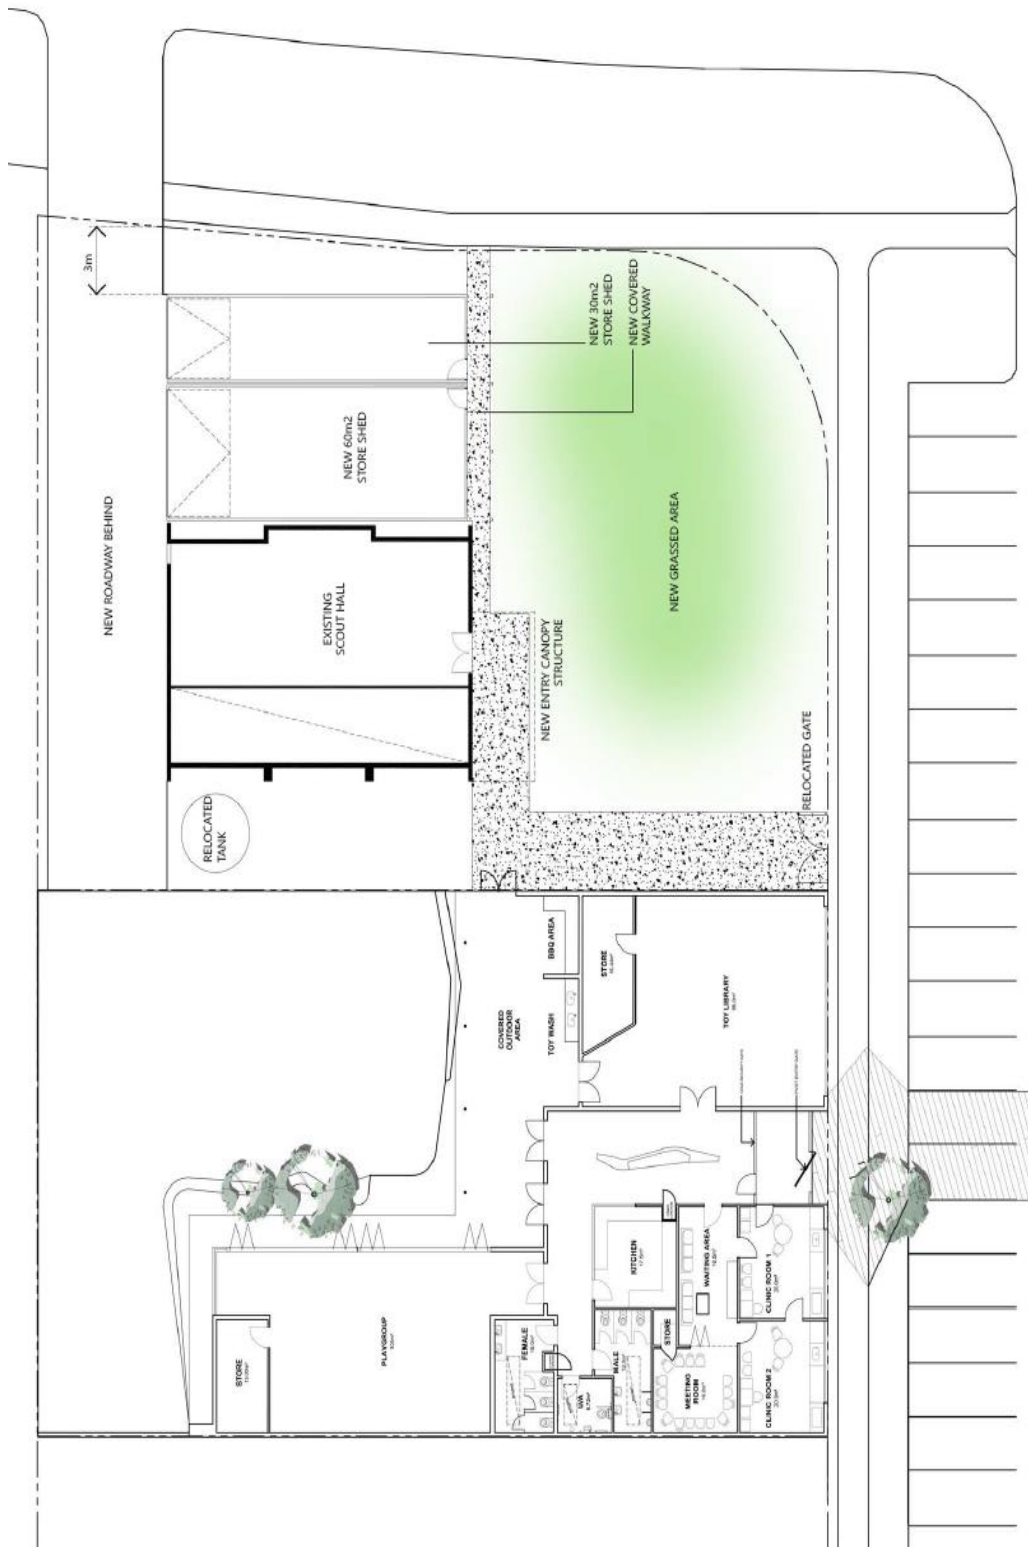 3m
NEW 30m2
STORE SHED
NEW COVERED
WALKWAY
NEW 60m2
STORE SHED
NEW ROADWAY BEHIND
EXISTING
SCOUT HALL
NEW GRASSED AREA
NEW ENTRY CANOPY
STRUCTURE
RELOCATED GATE
RELOCATED
TANK
BBQ AREA
STORE
COVERED
OUTDOOR
AREA
TOY WASH
TOY LIBRARY
KITCHEN
WAITING AREA
CLINIC ROOM 1
PLAYGROUP
STORE
FEMALE
MALE
STORE
MEETING
ROOM
CLINIC ROOM 2